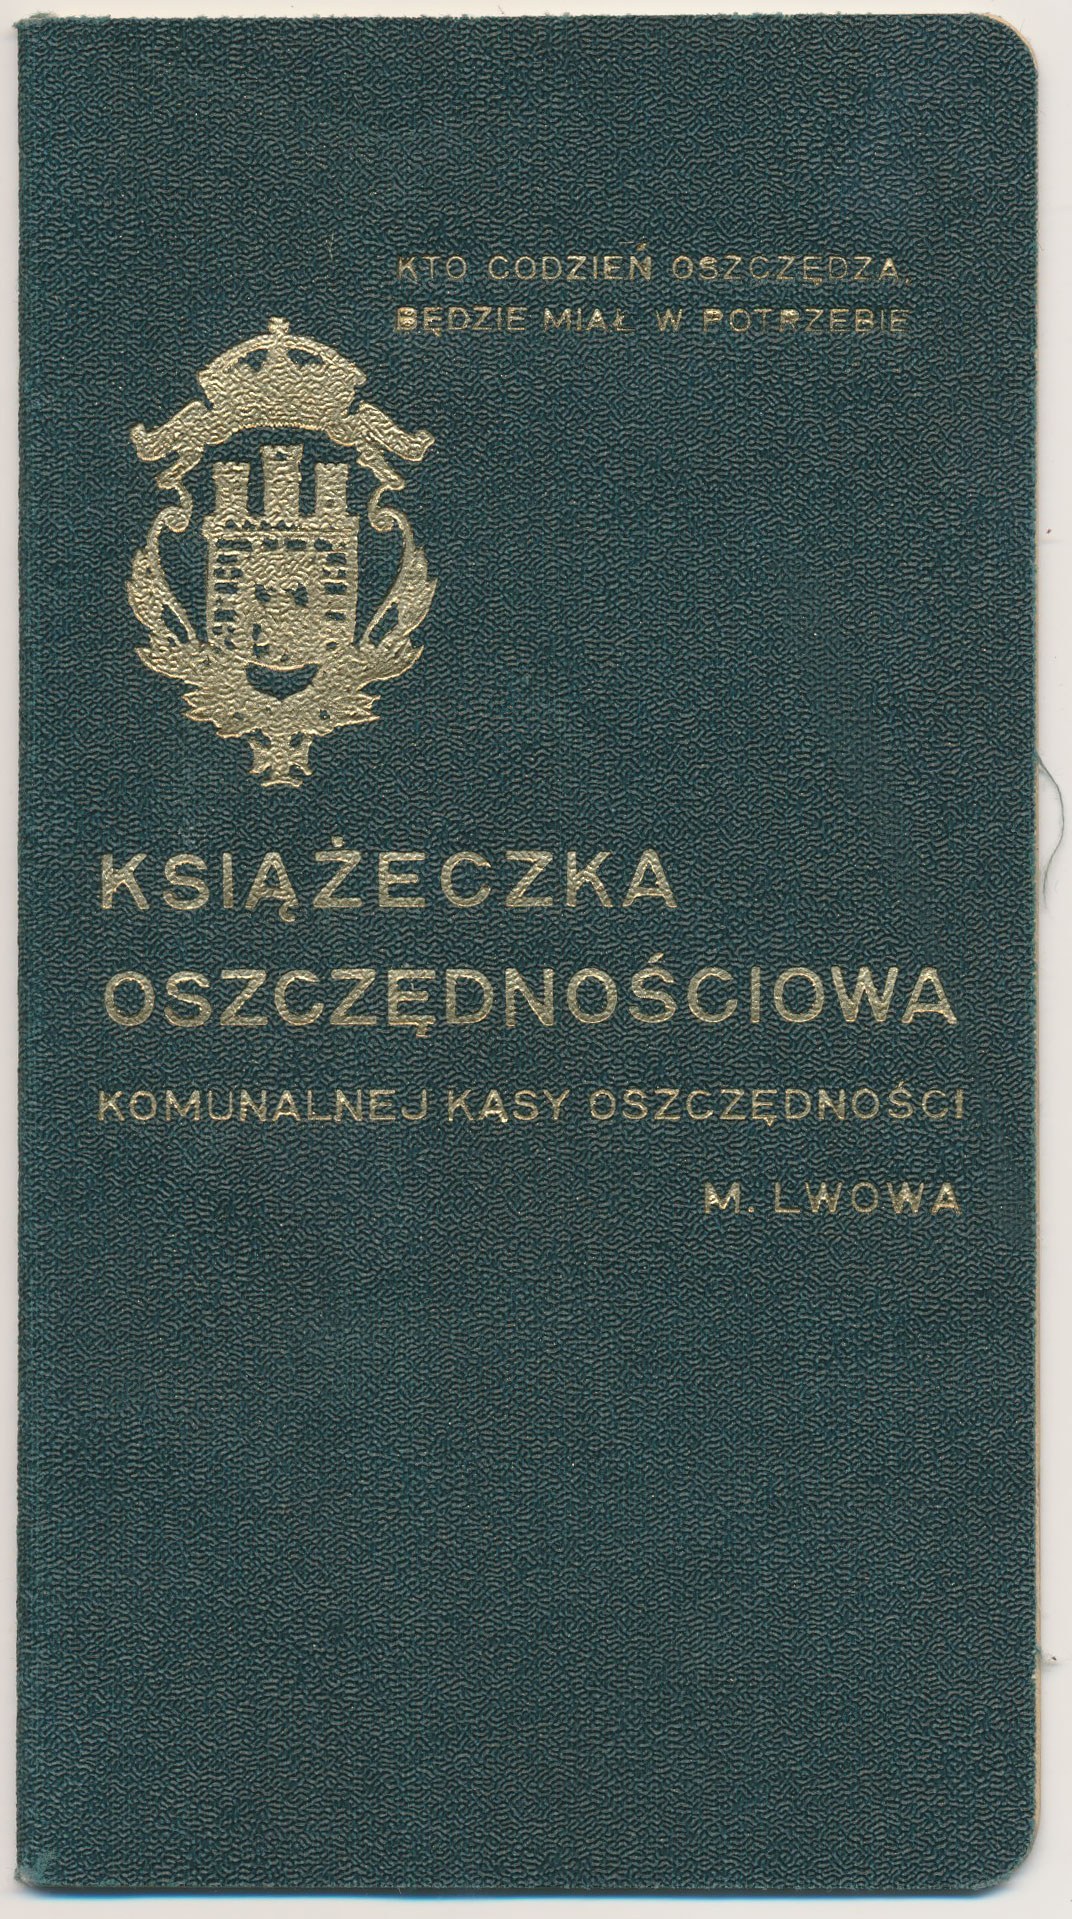 KTO CODZIEŃ OSZCZĘDZA,
BĘDZIE MIAŁ W POTRZEBIE
KSIĄŻECZKA
OSZCZĘDNOŚCIOWA
KOMUNALNEJ KASY OSZCZĘDNOŚCI
M. LWOWA